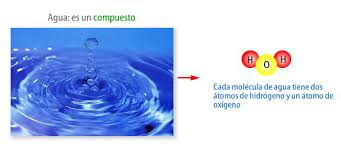 Agua: es un compuesto
H O H
Cada molécula de agua tiene dos
átomos de hidrógeno y un átomo de
oxígeno